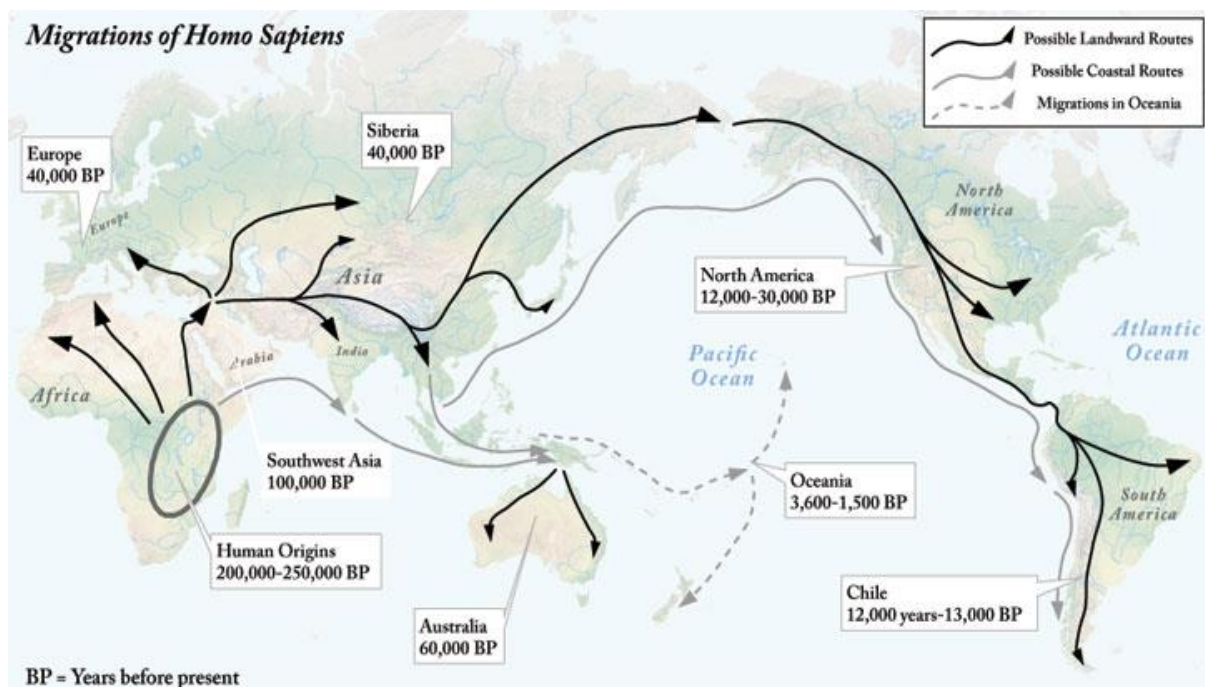 Migrations of Homo Sapiens
Possible Landward Routes
Possible Coastal Routes
Migrations in Oceania
Europe
40,000 BP
Siberia
40,000 BP
Europe
Asia
North
America
North America
12,000-30,000 BP
Atlantic
Ocean
Pacific
Ocean
Arabia
India
Africa
Southwest Asia
100,000 BP
Oceania
3,600-1,500 BP
South
America
Human Origins
200,000-250,000 BP
Chile
12,000 years-13,000 BP
Australia
60,000 BP
BP = Years before present